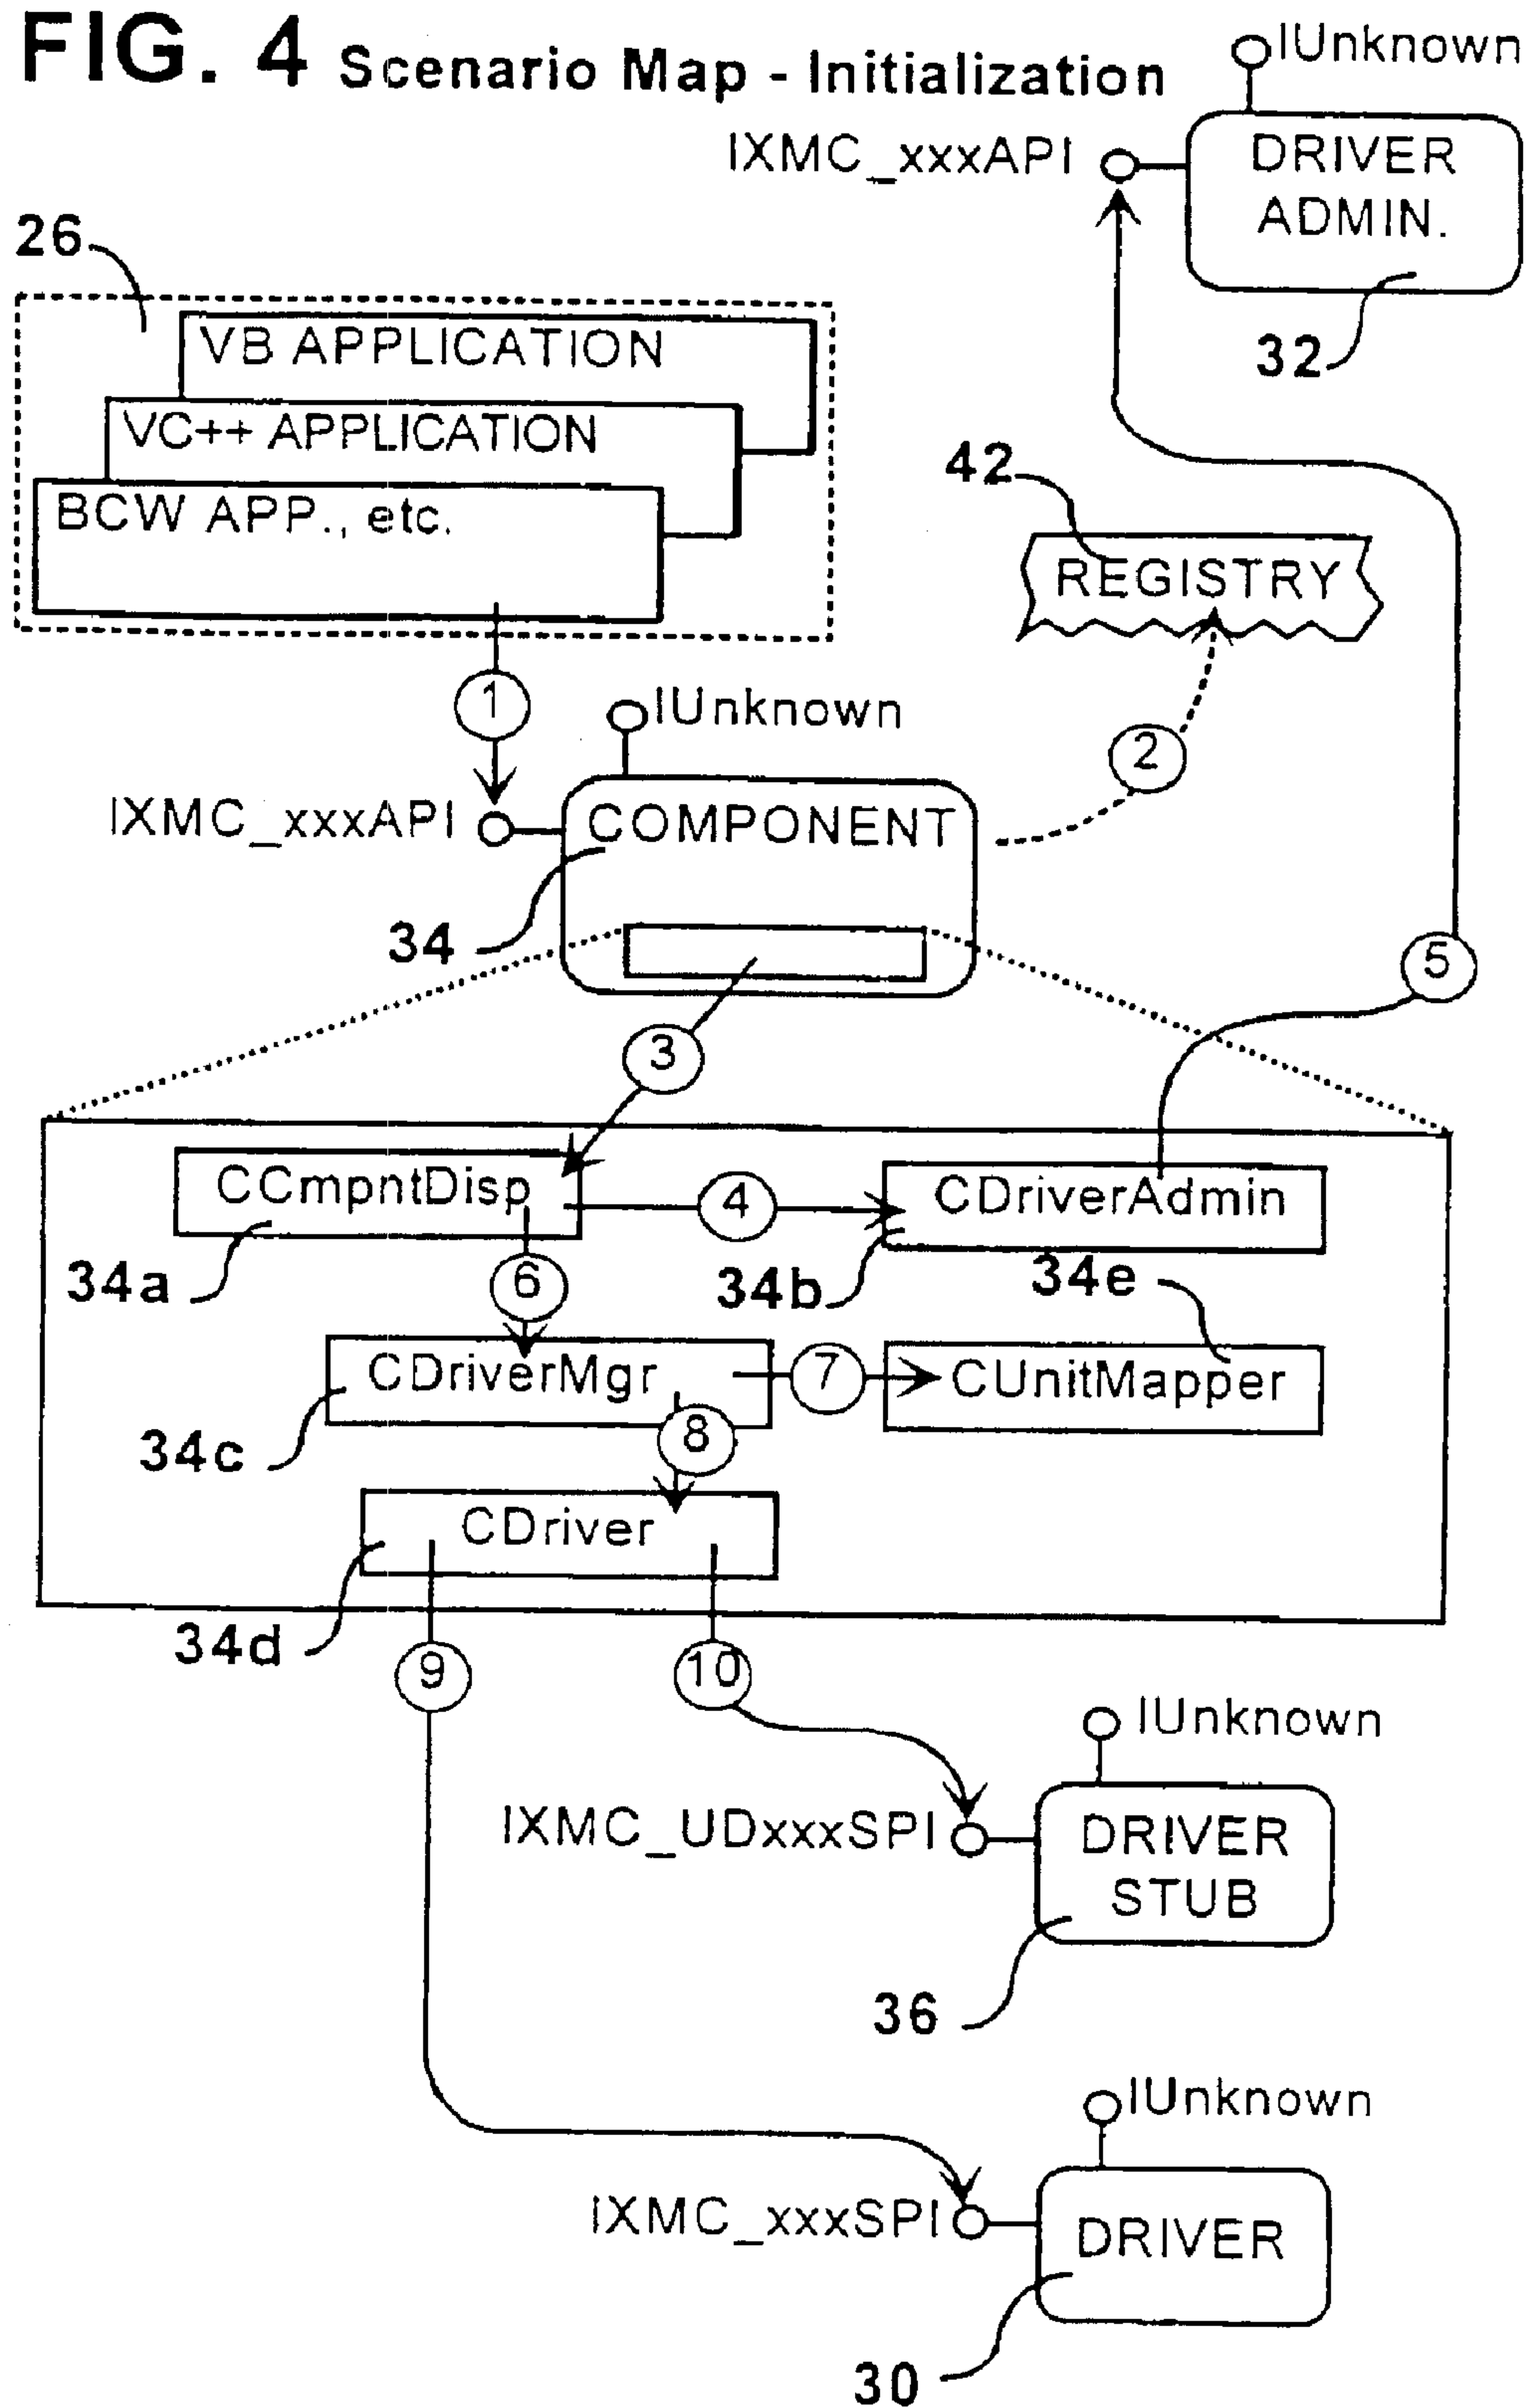 FIG. 4 Scenario Map - Initialization
IUnknown
IXMC_xxxAPI
DRIVER
ADMIN.
26
32
VB APPLICATION
VC++ APPLICATION
BCW APP., etc.
42
REGISTRY
1
IUnknown
2
IXMC_xxxAPI
COMPONENT
34
5
3
CCmpntDisp
4
CDriverAdmin
34a
6
34b
34e
CDriverMgr
7
CUnitMapper
34c
8
CDriver
34d
9
10
IUnknown
IXMC_UDxxxSPI
DRIVER
STUB
36
IUnknown
IXMC_xxxSPI
DRIVER
30